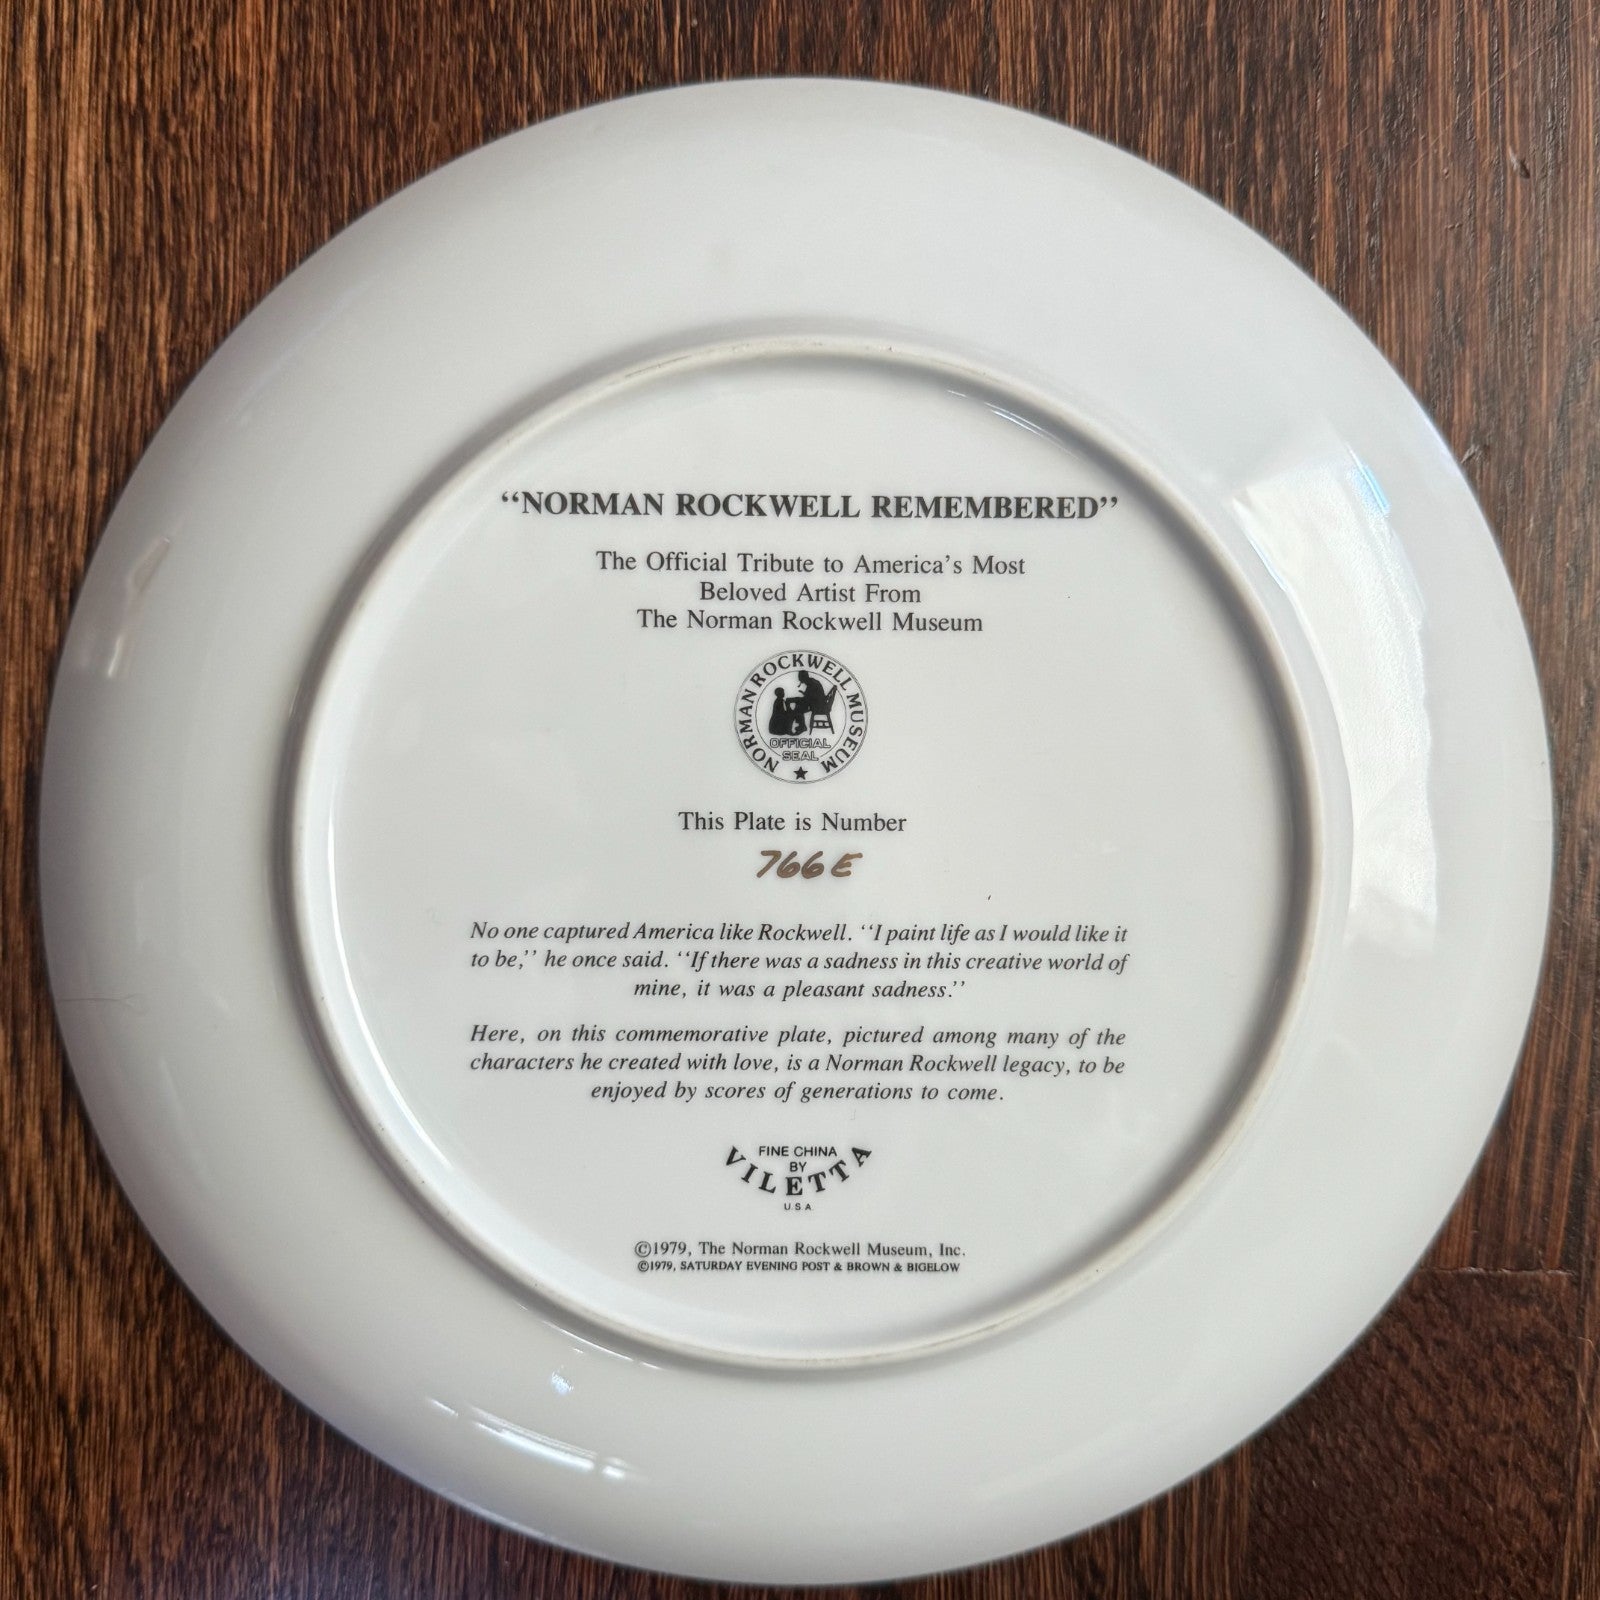 “NORMAN ROCKWELL REMEMBERED”
The Official Tribute to America’s Most
Beloved Artist From
The Norman Rockwell Museum
NORMAN ROCKWELL MUSEUM
OFFICIAL
SEAL
This Plate is Number
766E
No one captured America like Rockwell. “I paint life as I would like it
to be,” he once said. “If there was a sadness in this creative world of
mine, it was a pleasant sadness.”
Here, on this commemorative plate, pictured among many of the
characters he created with love, is a Norman Rockwell legacy, to be
enjoyed by scores of generations to come.
FINE CHINA
BY
VILETTA
U.S.A.
©1979, The Norman Rockwell Museum, Inc.
©1979, SATURDAY EVENING POST & BROWN & BIGELOW